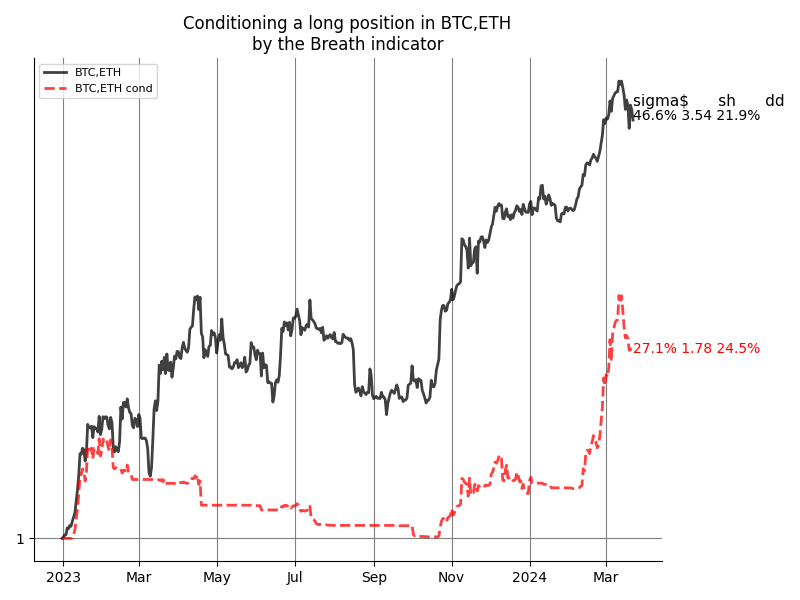 Conditioning a long position in BTC,ETH
by the Breath indicator
BTC,ETH
BTC,ETH cond
sigma$ sh dd
46.6% 3.54 21.9%
27.1% 1.78 24.5%
1
2023 Mar May Jul Sep Nov 2024 Mar